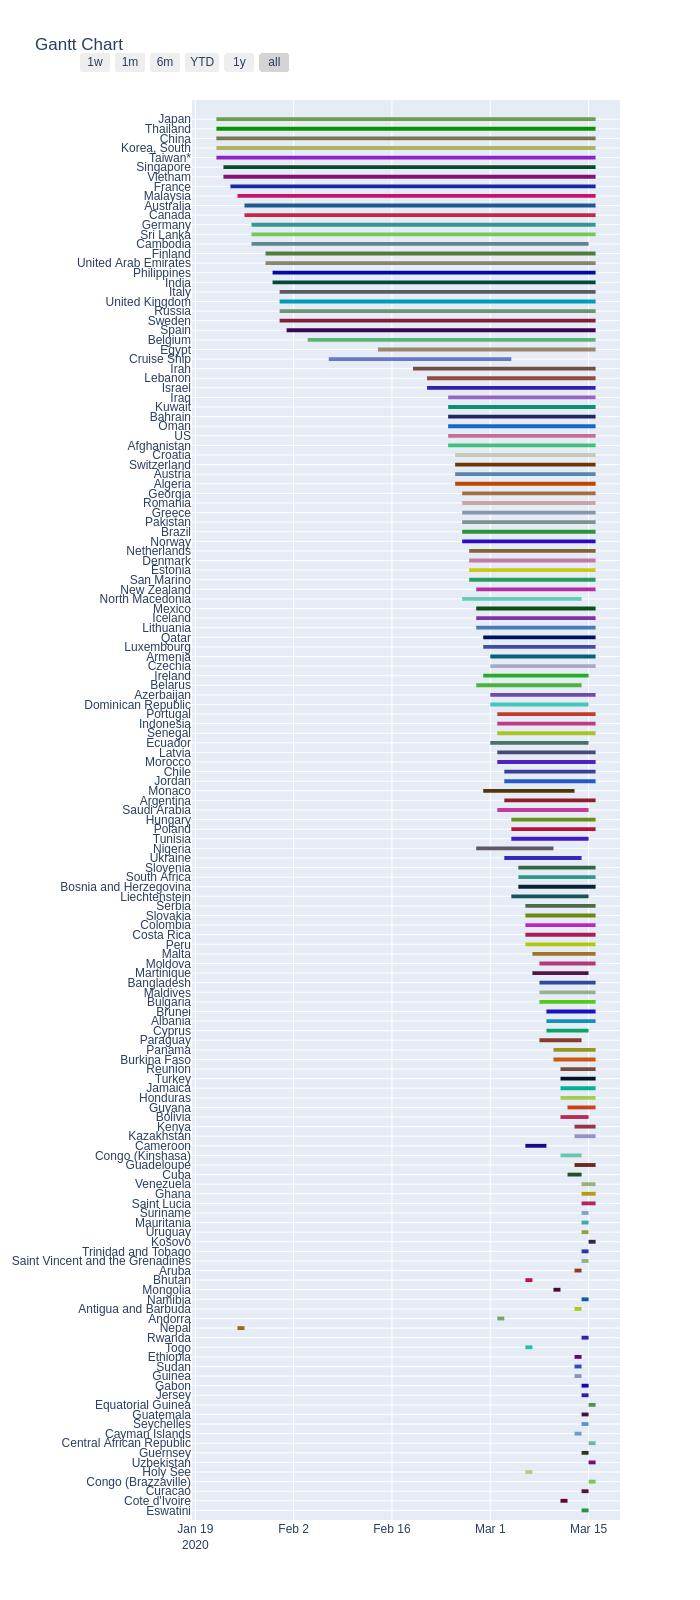 Gantt Chart
1w 1m 6m YTD 1y all
Japan
Thailand
China
Korea, South
Taiwan*
Singapore
Vietnam
France
Malaysia
Australia
Canada
Germany
Sri Lanka
Cambodia
Finland
United Arab Emirates
Philippines
India
Italy
United Kingdom
Russia
Sweden
Spain
Belgium
Egypt
Cruise Ship
Iran
Lebanon
Israel
Iraq
Kuwait
Bahrain
Oman
US
Afghanistan
Croatia
Switzerland
Austria
Algeria
Georgia
Romania
Greece
Pakistan
Brazil
Norway
Netherlands
Denmark
Estonia
San Marino
New Zealand
North Macedonia
Mexico
Iceland
Lithuania
Qatar
Luxembourg
Armenia
Czechia
Ireland
Belarus
Azerbaijan
Dominican Republic
Portugal
Indonesia
Senegal
Ecuador
Latvia
Morocco
Chile
Jordan
Monaco
Argentina
Saudi Arabia
Hungary
Poland
Tunisia
Nigeria
Ukraine
Slovenia
South Africa
Bosnia and Herzegovina
Liechtenstein
Serbia
Slovakia
Colombia
Costa Rica
Peru
Malta
Moldova
Martinique
Bangladesh
Maldives
Bulgaria
Brunei
Albania
Cyprus
Paraguay
Panama
Burkina Faso
Reunion
Turkey
Jamaica
Honduras
Guyana
Bolivia
Kenya
Kazakhstan
Cameroon
Congo (Kinshasa)
Guadeloupe
Cuba
Venezuela
Ghana
Saint Lucia
Suriname
Mauritania
Uruguay
Kosovo
Trinidad and Tobago
Saint Vincent and the Grenadines
Aruba
Bhutan
Mongolia
Namibia
Antigua and Barbuda
Andorra
Nepal
Rwanda
Togo
Ethiopia
Sudan
Guinea
Gabon
Jersey
Equatorial Guinea
Guatemala
Seychelles
Cayman Islands
Central African Republic
Guernsey
Uzbekistan
Holy See
Congo (Brazzaville)
Curacao
Cote d'Ivoire
Eswatini
Jan 19 Feb 2 Feb 16 Mar 1 Mar 15
2020